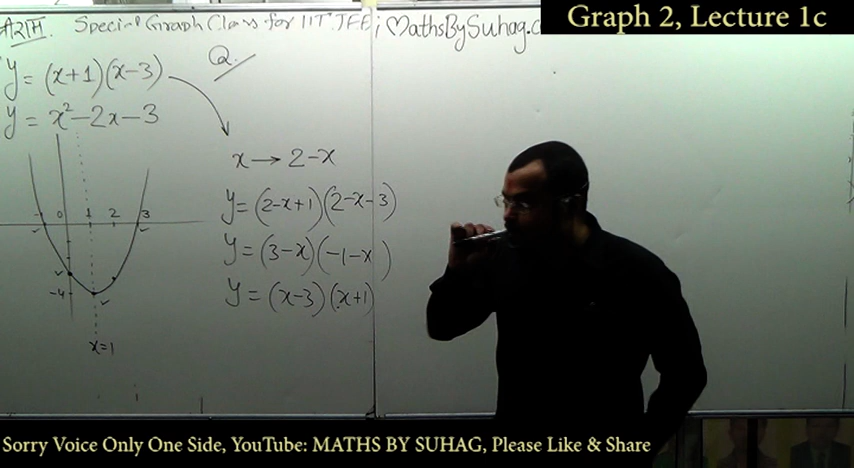 Graph 2, Lecture 1c
Special Graph Class for IIT JEE
MathsBySuhag.c
y = (x+1)(x-3)
Q.
y = x² - 2x - 3
x → 2-x
y = (2-x+1)(2-x-3)
y = (3-x)(-1-x)
y = (x-3)(x+1)
-1 0 1 2 3
-4
x=1
Sorry Voice Only One Side, YouTube: MATHS BY SUHAG, Please Like & Share